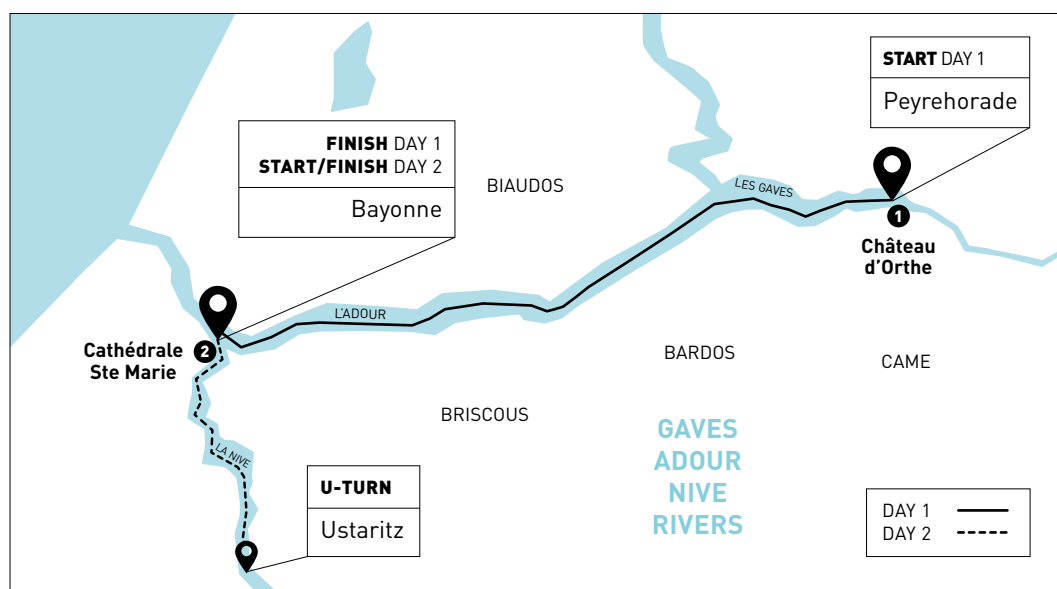 START DAY 1
Peyrehorade
FINISH DAY 1
START/FINISH DAY 2
Bayonne
BIAUDOS
LES GAVES
1
Château
d'Orthe
L'ADOUR
2
Cathédrale
Ste Marie
BARDOS
CAME
BRISCOUS
LA NIVE
GAVES
ADOUR
NIVE
RIVERS
U-TURN
Ustaritz
DAY 1
DAY 2